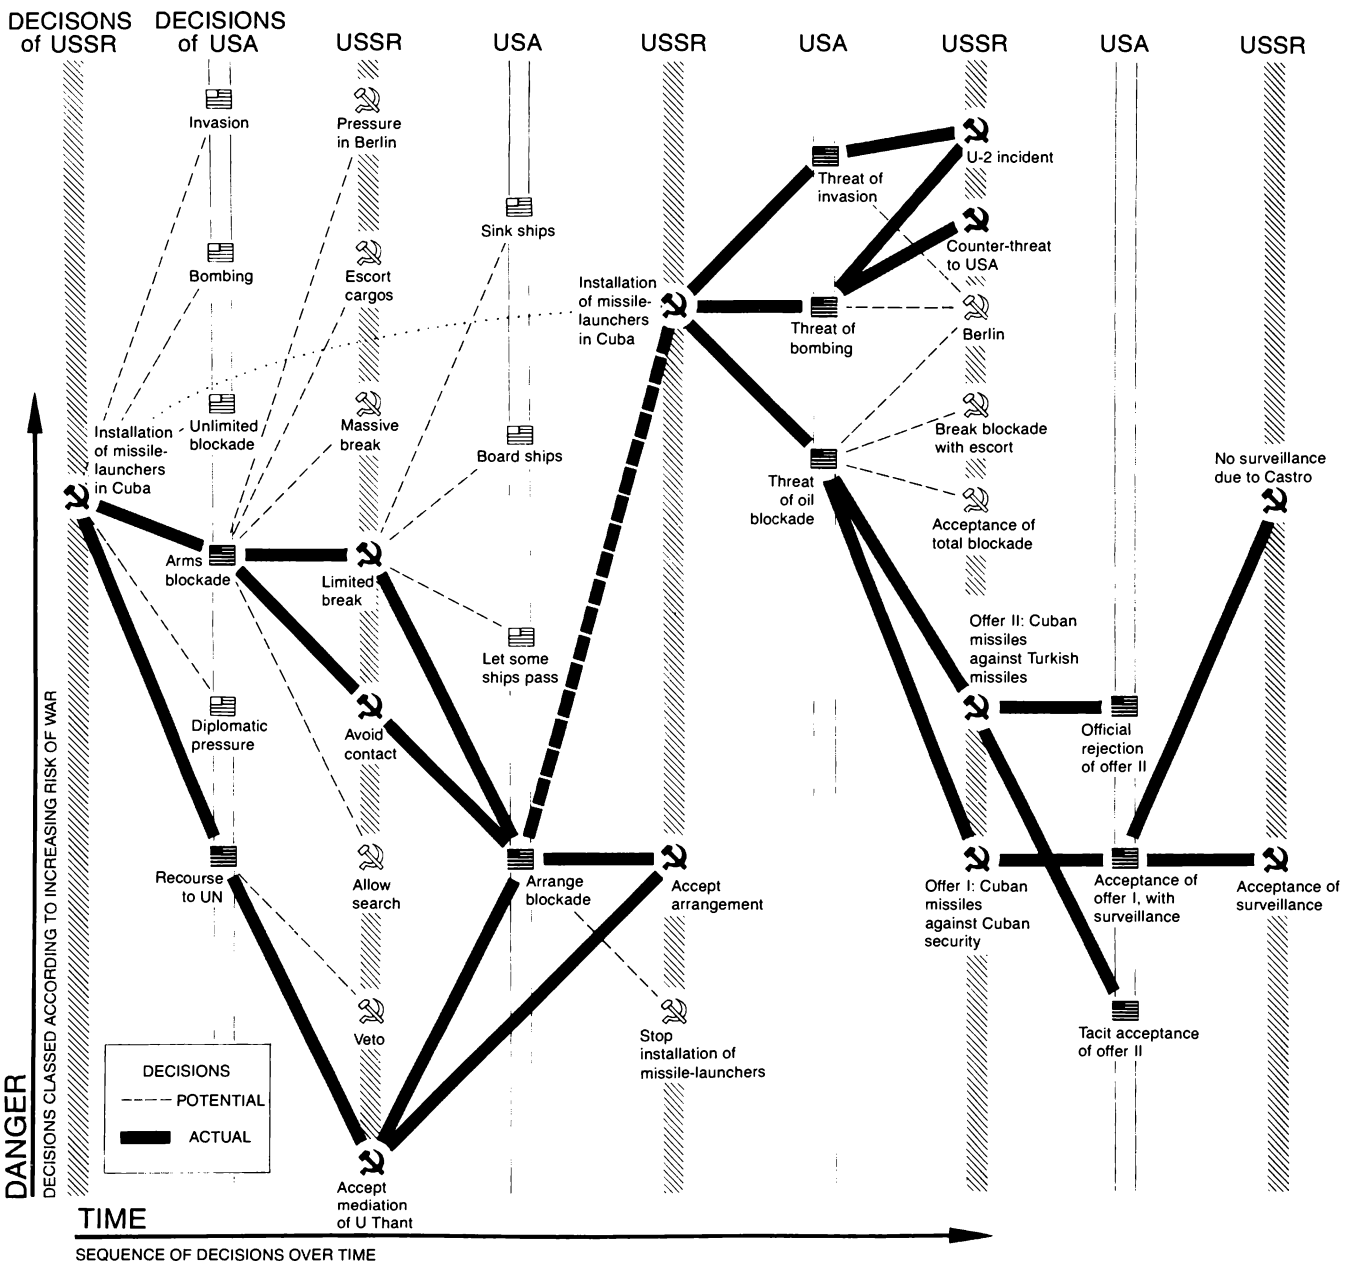 DECISONS
of USSR
DECISIONS
of USA
USSR
USA
USSR
USA
USSR
USA
USSR
Invasion
Bombing
Unlimited
blockade
Installation
of missile-
launchers
in Cuba
Arms
blockade
Diplomatic
pressure
Recourse
to UN
Pressure
in Berlin
Escort
cargos
Massive
break
Limited
break
Avoid
contact
Allow
search
Veto
Accept
mediation
of U Thant
Sink ships
Board ships
Let some
ships pass
Arrange
blockade
Installation
of missile-
launchers
in Cuba
Accept
arrangement
Stop
installation of
missile-launchers
Threat of
invasion
Threat of
bombing
Threat
of oil
blockade
U-2 incident
Counter-threat
to USA
Berlin
Break blockade
with escort
Acceptance of
total blockade
Offer II: Cuban
missiles
against Turkish
missiles
Offer I: Cuban
missiles
against Cuban
security
Official
rejection
of offer II
Acceptance of
offer I, with
surveillance
Tacit acceptance
of offer II
No surveillance
due to Castro
Acceptance of
surveillance
DECISIONS
POTENTIAL
ACTUAL
DANGER
DECISIONS CLASSED ACCORDING TO INCREASING RISK OF WAR
TIME
SEQUENCE OF DECISIONS OVER TIME